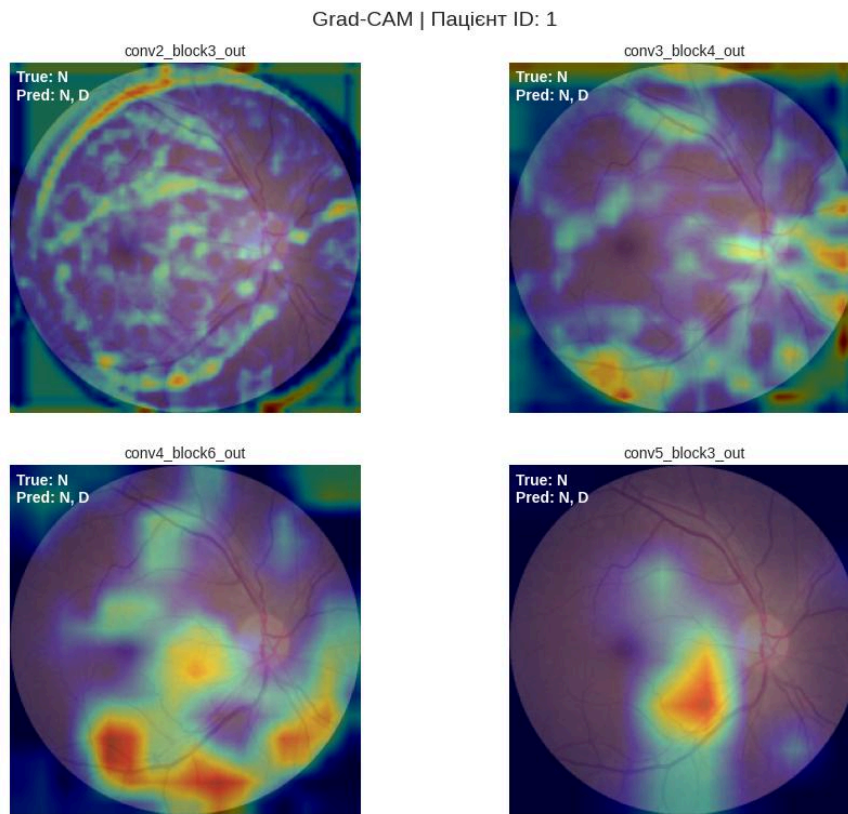 Grad-CAM | Пацієнт ID: 1
conv2_block3_out
True: N
Pred: N, D
conv3_block4_out
True: N
Pred: N, D
conv4_block6_out
True: N
Pred: N, D
conv5_block3_out
True: N
Pred: N, D